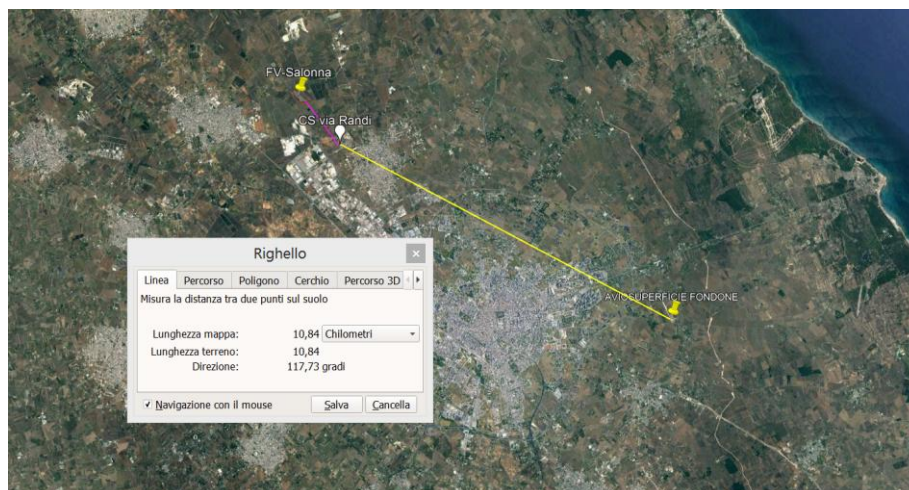 FV-Salonna
CS via Randi
AVIOSUPERFICIE FONDONE
Righello
Linea Percorso Poligono Cerchio Percorso 3D
Misura la distanza tra due punti sul suolo
Lunghezza mappa: 10,84 Chilometri
Lunghezza terreno: 10,84
Direzione: 117,73 gradi
Navigazione con il mouse Salva Cancella